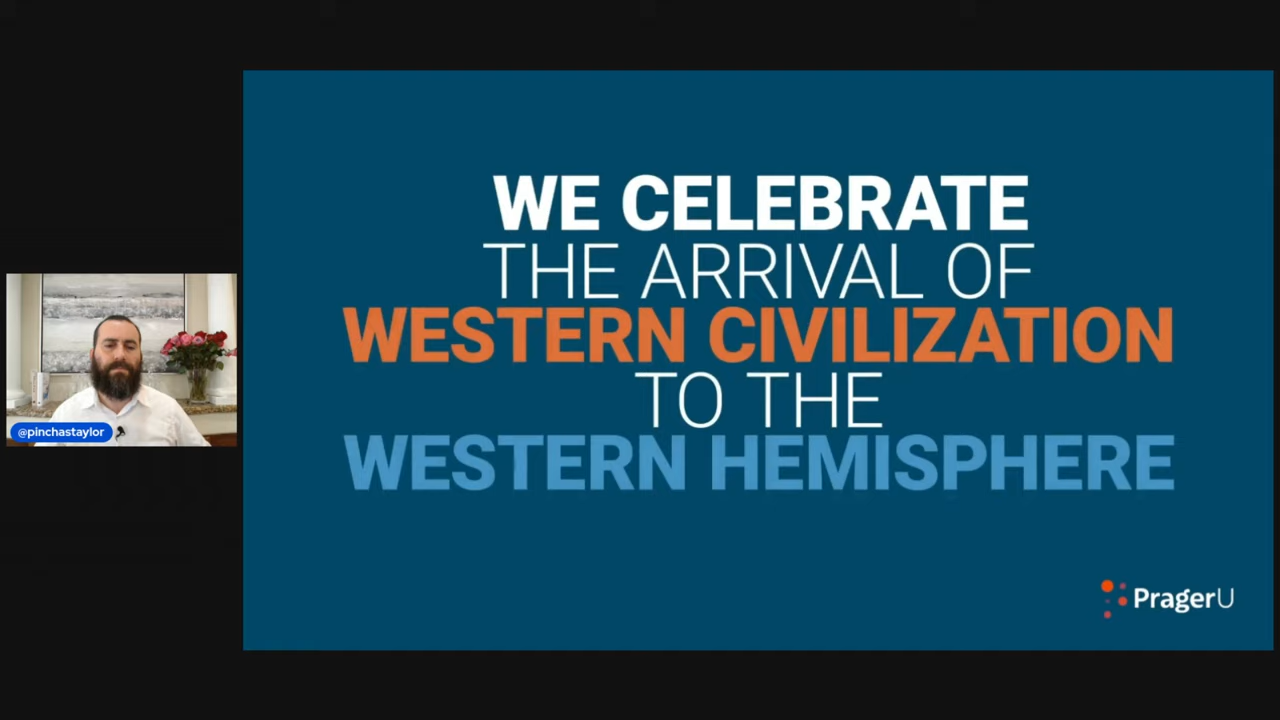 WE CELEBRATE
THE ARRIVAL OF
WESTERN CIVILIZATION
TO THE
WESTERN HEMISPHERE
@pinchastaylor
PragerU